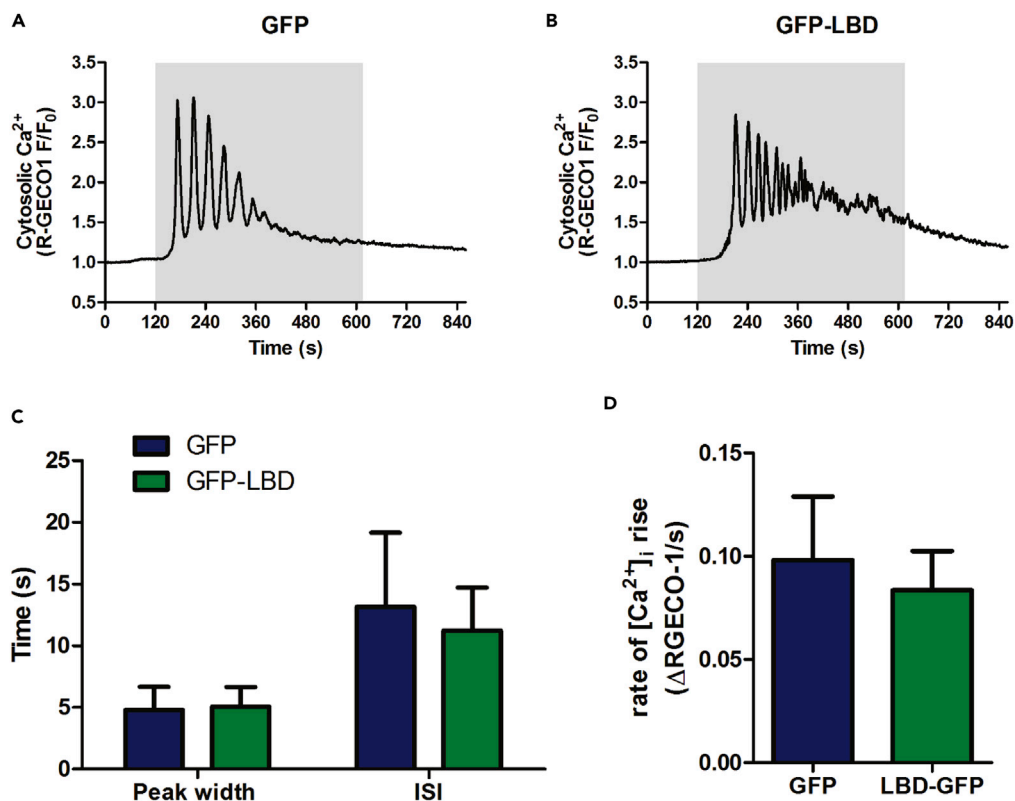 A
GFP
Cytosolic Ca²⁺
(R-GECO1 F/F₀)
3.5
3.0
2.5
2.0
1.5
1.0
0.5
0 120 240 360 480 600 720 840
Time (s)
B
GFP-LBD
Cytosolic Ca²⁺
(R-GECO1 F/F₀)
3.5
3.0
2.5
2.0
1.5
1.0
0.5
0 120 240 360 480 600 720 840
Time (s)
C
GFP
GFP-LBD
Time (s)
25
20
15
10
5
0
Peak width ISI
D
rate of [Ca²⁺]ᵢ rise
(ΔRGECO-1/s)
0.15
0.10
0.05
0.00
GFP LBD-GFP